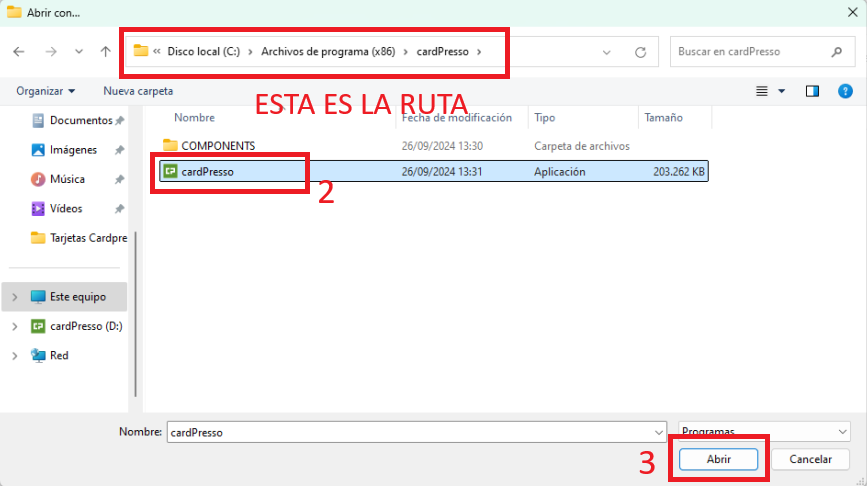 Abrir con...
« Disco local (C:) > Archivos de programa (x86) > cardPresso >
Buscar en cardPresso
Organizar
Nueva carpeta
ESTA ES LA RUTA
Nombre
Fecha de modificación
Tipo
Tamaño
Documentos
Imágenes
Música
Vídeos
Tarjetas Cardpre
Este equipo
cardPresso (D:)
Red
COMPONENTS 26/09/2024 13:30 Carpeta de archivos
CP cardPresso 26/09/2024 13:31 Aplicación 203.262 KB
2
Nombre: cardPresso
Programas
3
Abrir
Cancelar